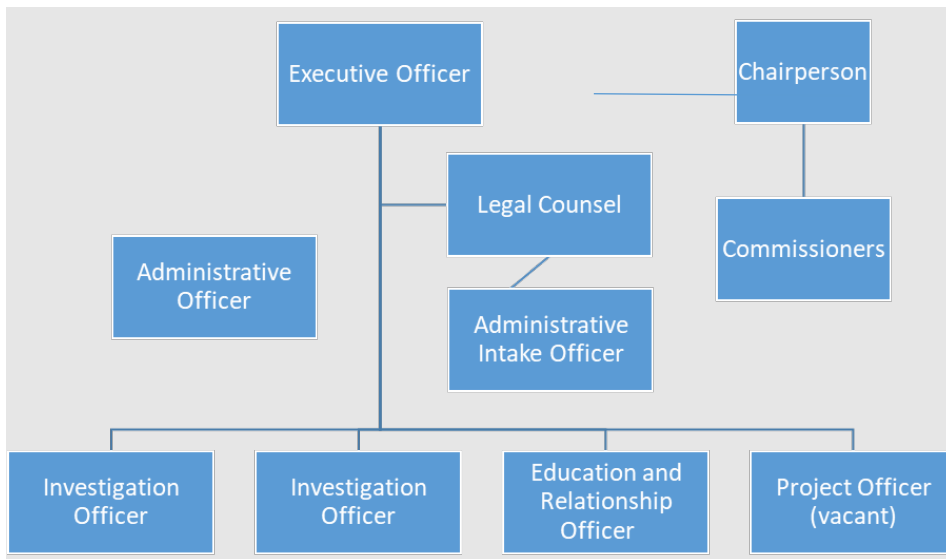 Executive Officer
Chairperson
Legal Counsel
Commissioners
Administrative
Officer
Administrative
Intake Officer
Investigation
Officer
Investigation
Officer
Education and
Relationship
Officer
Project Officer
(vacant)